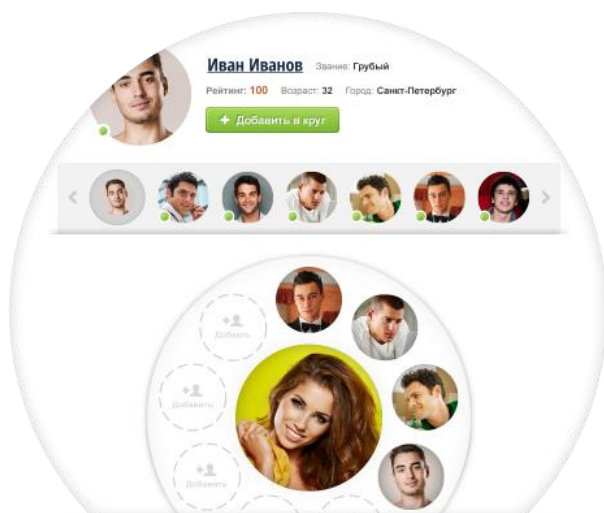 Иван Иванов Звание: Грубый
Рейтинг: 100 Возраст: 32 Город: Санкт-Петербург
+ Добавить в круг
Добавить
Добавить
Добавить